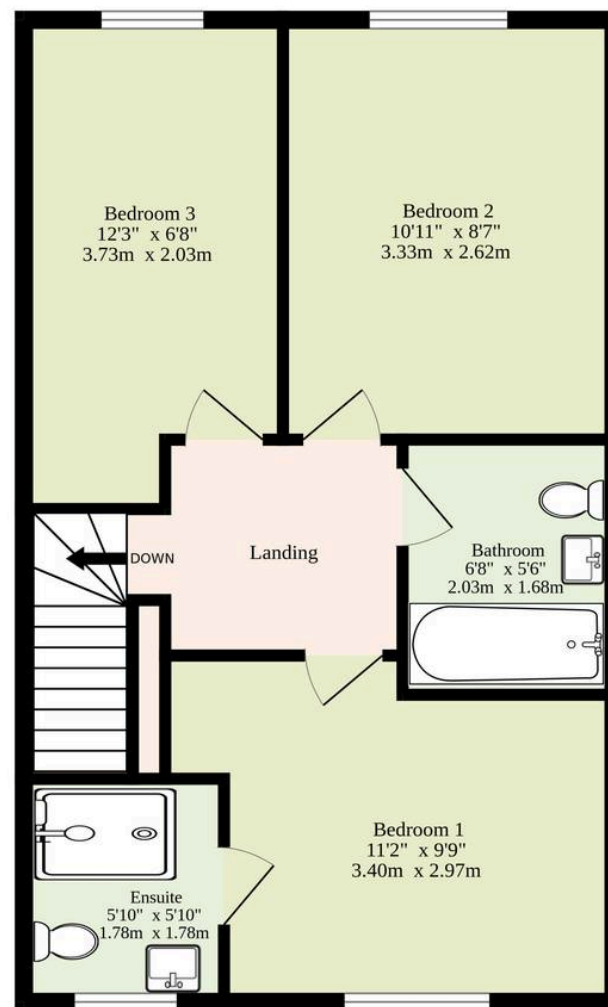 Bedroom 3
12'3" x 6'8"
3.73m x 2.03m
Bedroom 2
10'11" x 8'7"
3.33m x 2.62m
DOWN
Landing
Bathroom
6'8" x 5'6"
2.03m x 1.68m
Bedroom 1
11'2" x 9'9"
3.40m x 2.97m
Ensuite
5'10" x 5'10"
1.78m x 1.78m